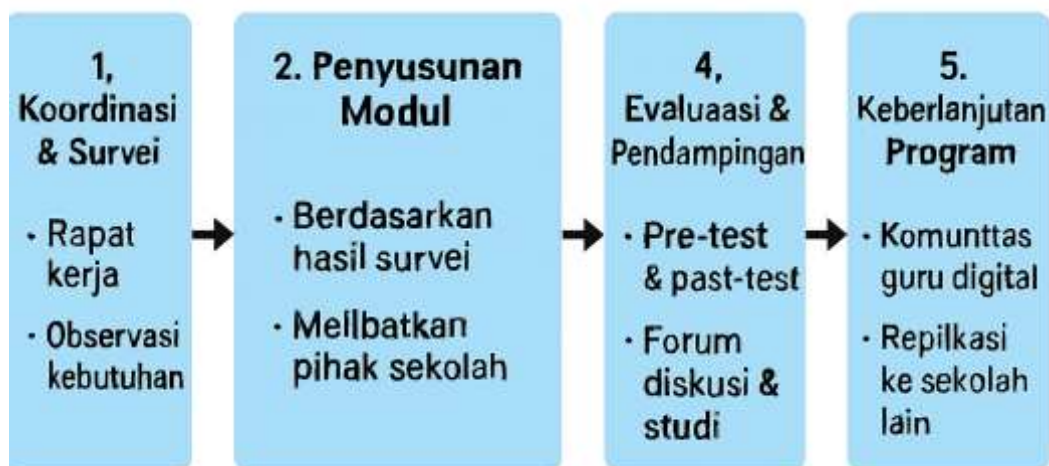 1,
Koordinasi
& Survei
· Rapat
kerja
· Observasi
kebutuhan
2. Penyusunan
Modul
· Berdasarkan
hasil survei
· Mellbatkan
pihak sekolah
4,
Evaluaasi &
Pendampingan
· Pre-test
& past-test
· Forum
diskusi &
studi
5.
Keberlanjutan
Program
· Komunttas
guru digital
· Repilkasi
ke sekolah
lain